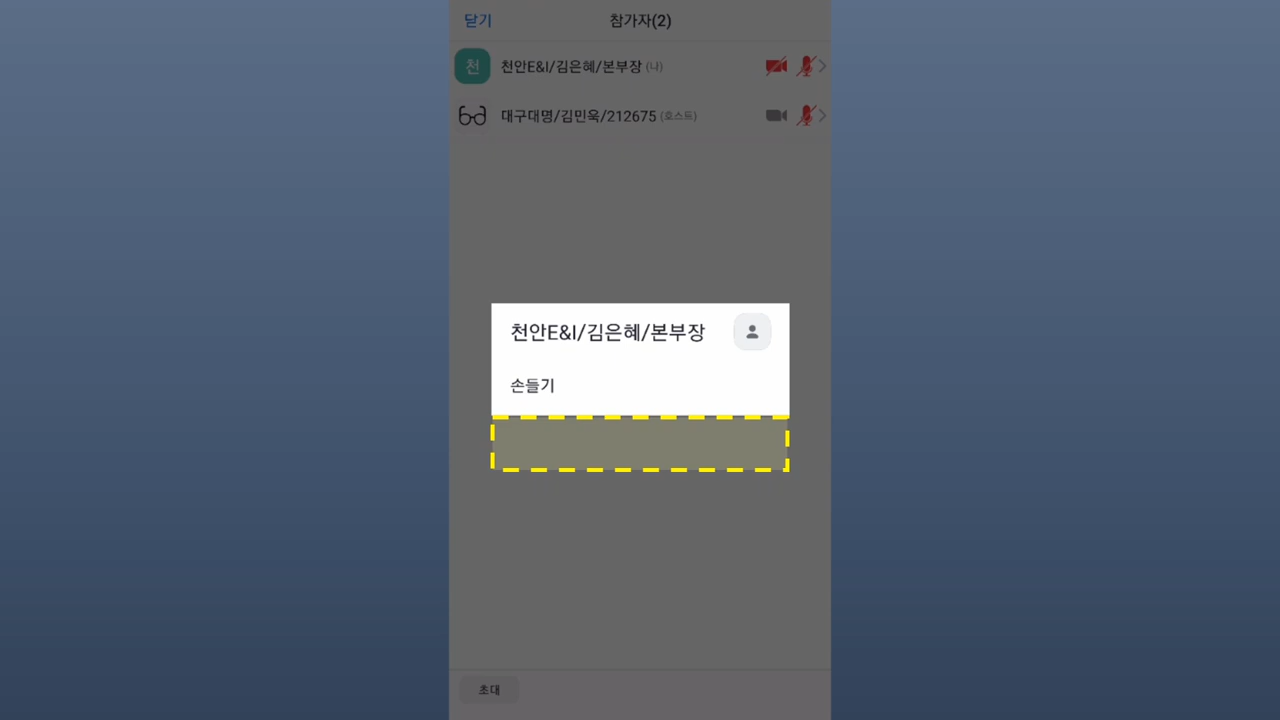 닫기
참가자(2)
천
천안E&I/김은혜/본부장 (나)
대구대명/김민욱/212675 (호스트)
천안E&I/김은혜/본부장
손들기
초대